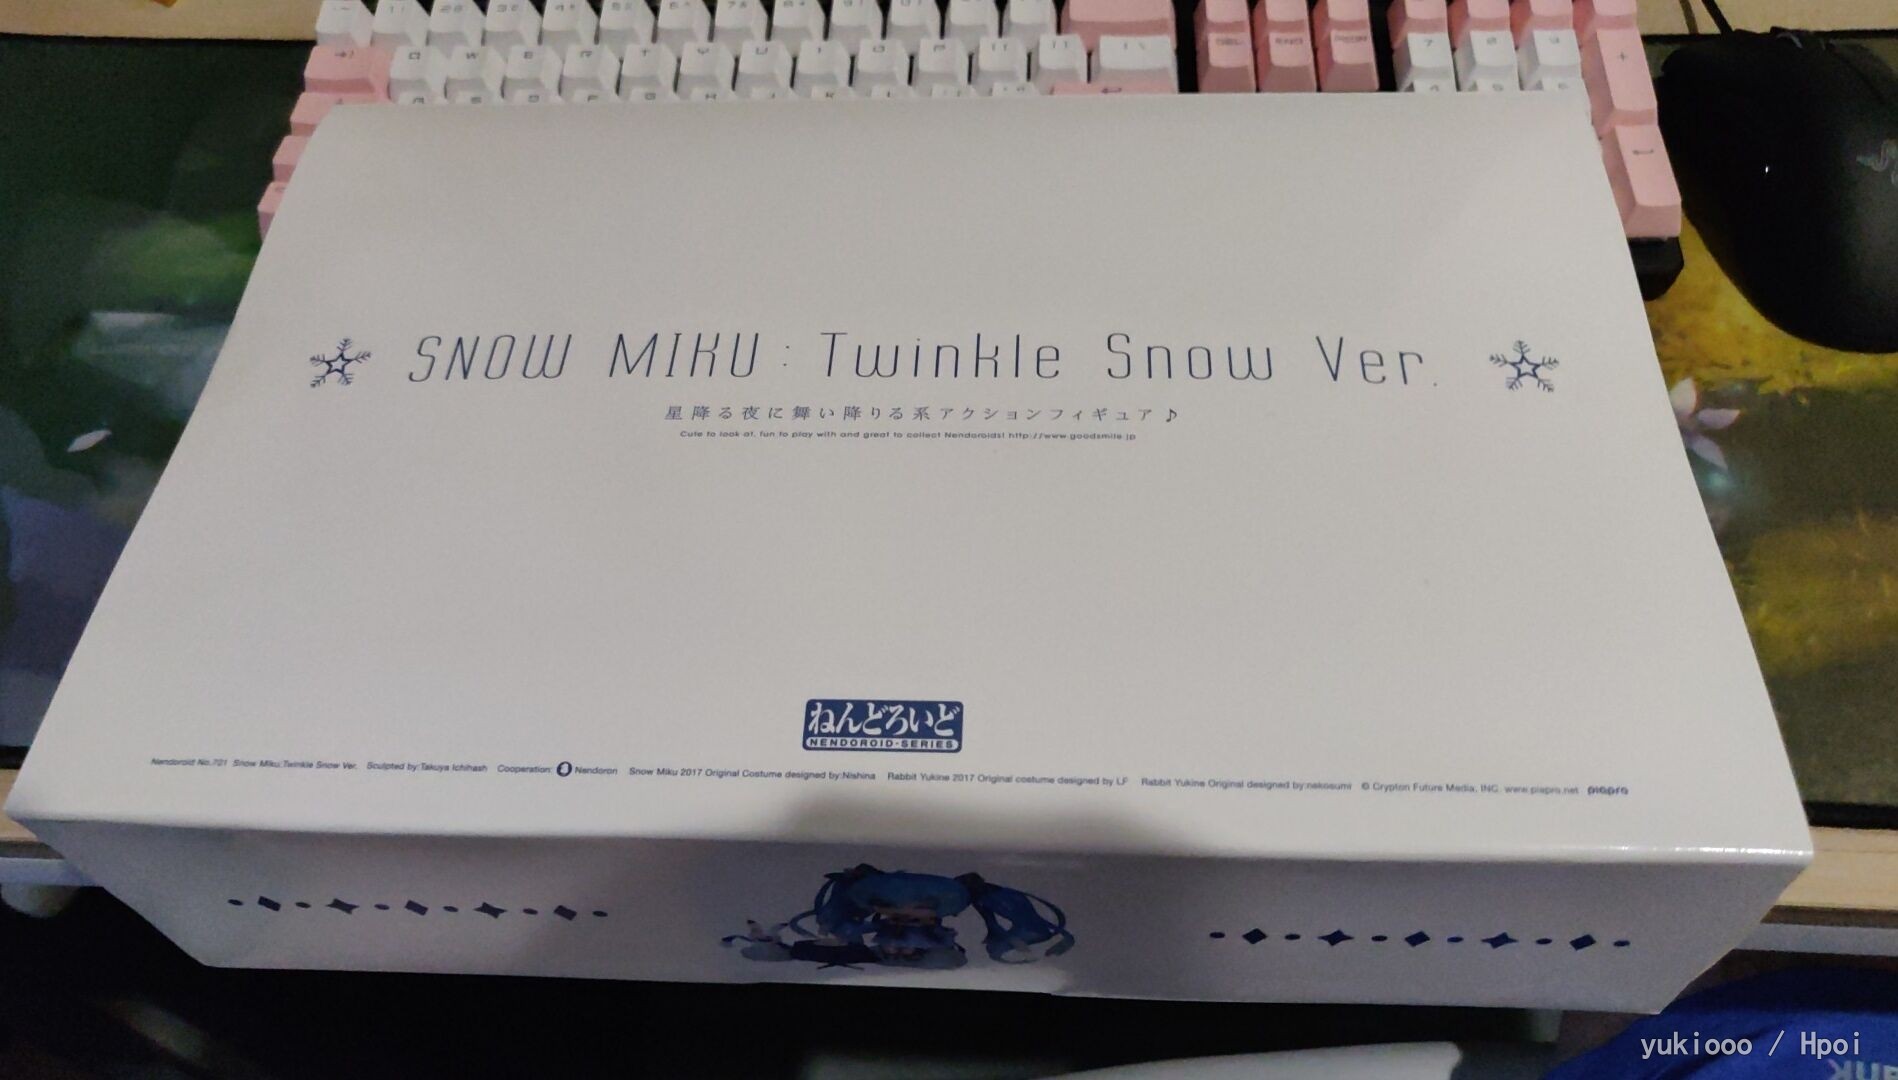 SNOW MIKU : Twinkle Snow Ver.
星降る夜に舞い降りる系アクションフィギュア♪
Cute to look at, fun to play with and great to collect Nendoroids! http://www.goodsmile.jp
ねんどろいど
NENDOROID-SERIES
Nendoroid No.721 Snow Miku:Twinkle Snow Ver. Sculpted by:Takuya Ichihash Cooperation: Nendoron Snow Miku 2017 Original Costume designed by:Nishina Rabbit Yukine 2017 Original costume designed by LF Rabbit Yukine Original designed by:nekosumi © Crypton Future Media, INC. www.piapro.net piapro
yukiooo / Hpoi